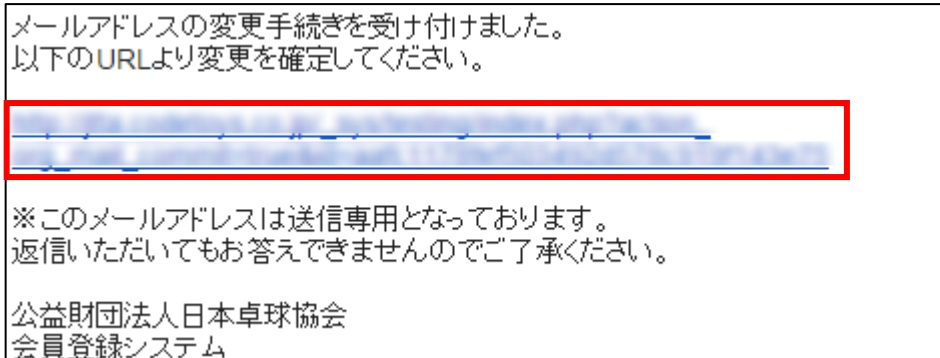 メールアドレスの変更手続きを受け付けました。
以下のURLより変更を確定してください。
※このメールアドレスは送信専用となっております。
返信いただいてもお答えできませんのでご了承ください。
公益財団法人日本卓球協会
会員登録システム